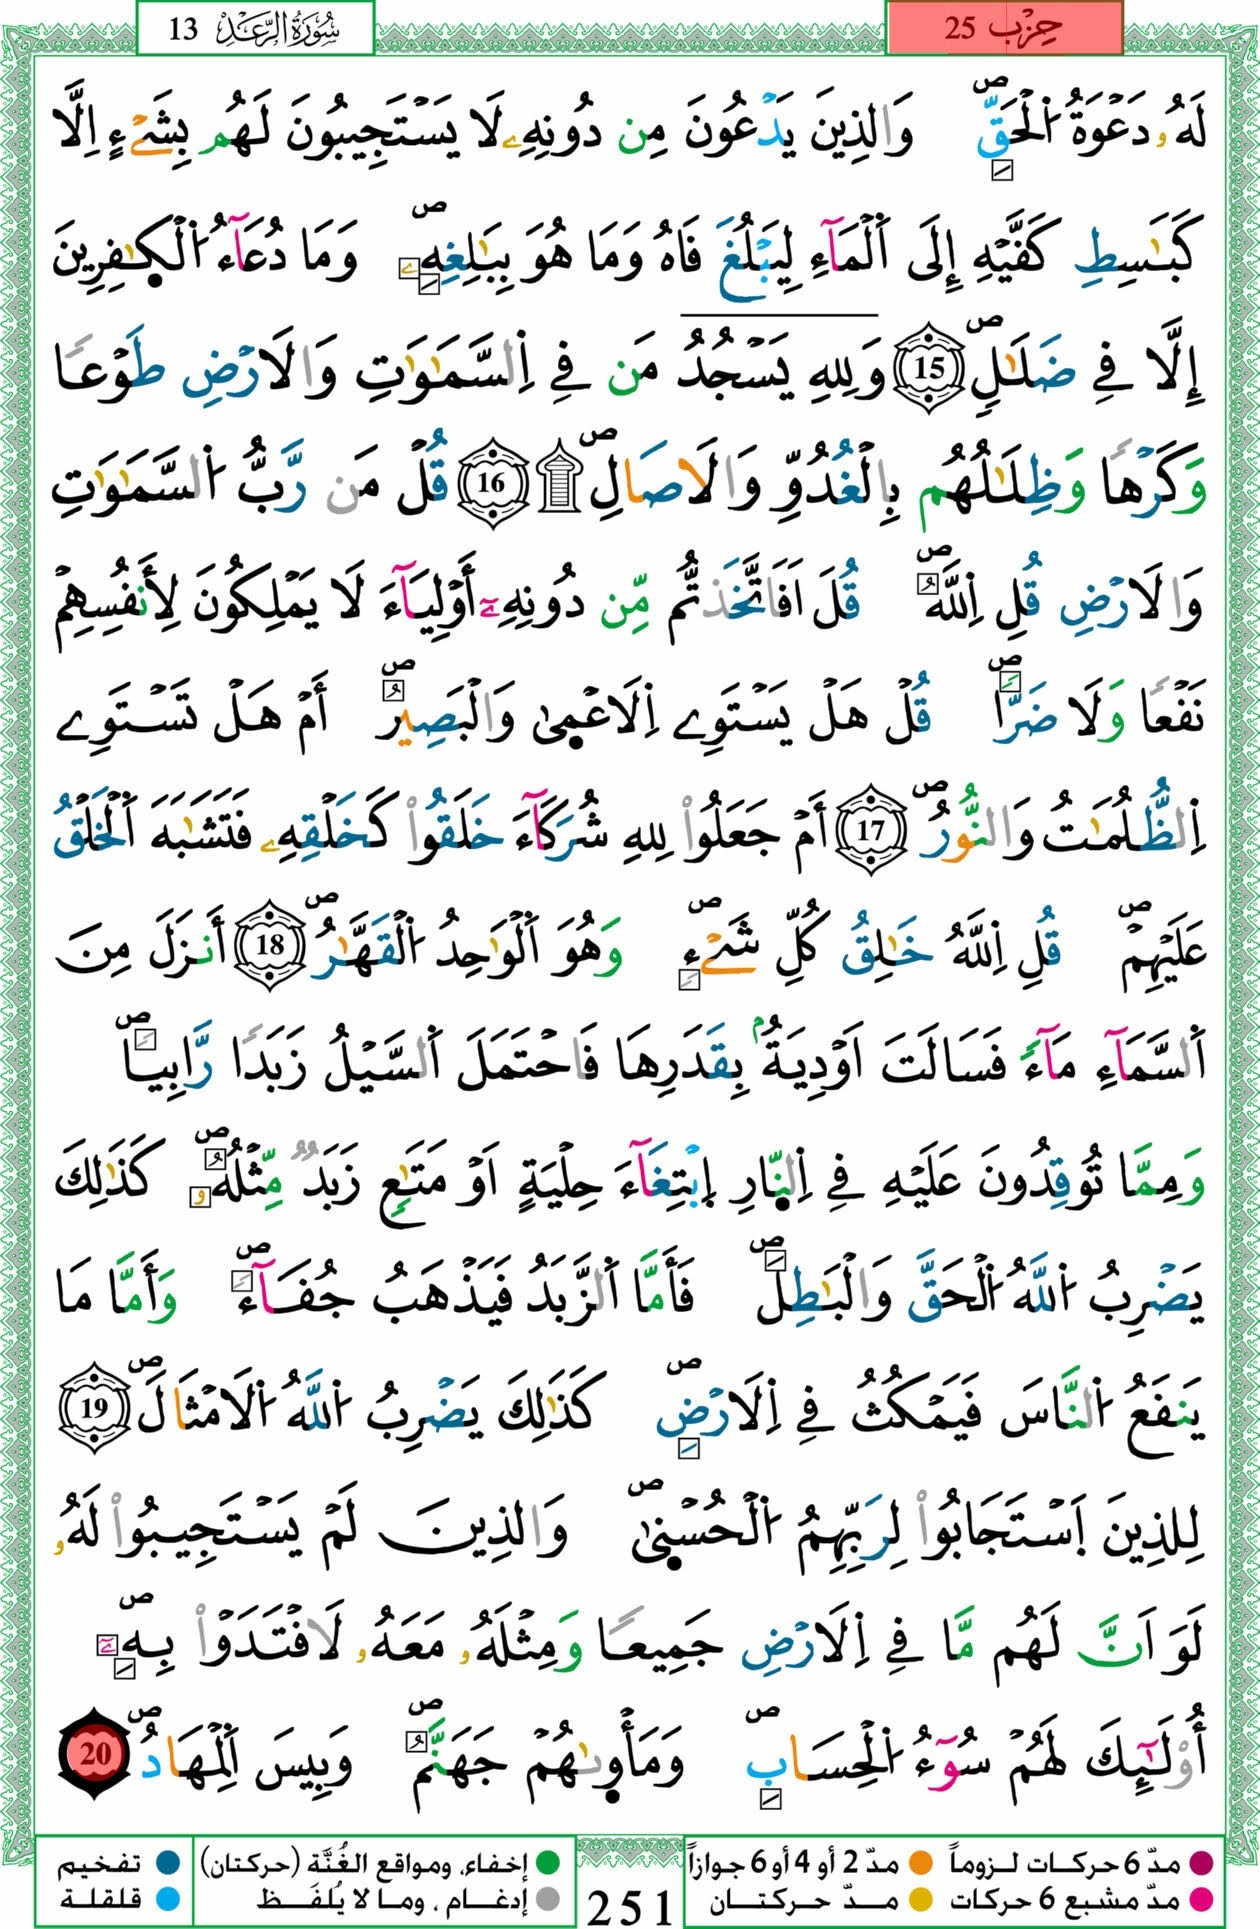 حِزْب 25
سُورَةُ الرَّعْدِ 13
لَهُۥ دَعْوَةُ اُ۬لْحَقِّۖ وَالذِينَ يَدْعُونَ مِن دُونِهِۦ لَا يَسْتَجِيبُونَ لَهُم بِشَےْءٍ اِلَّا
كَبَٰسِطِ كَفَّيْهِ إِلَى اَ۬لْمَآءِ لِيَبْلُغَ فَاهُ وَمَا هُوَ بِبَٰلِغِهِۦۖ وَمَا دُعَآءُ اُ۬لْكٰ۪فِرِينَ
إِلَّا فِے ضَلَٰلٖۖ 15 وَلِلهِ يَسْجُدُ مَن فِے اِ۬لسَّمَٰوَٰتِ وَالَارْضِ طَوْعاٗ
وَكَرْهاٗ وَظِلَٰلُهُم بِالْغُدُوِّ وَالَاصَالِۖ ۩ 16 قُلْ مَن رَّبُّ اُ۬لسَّمَٰوَٰتِ
وَالَارْضِ قُلِ اِ۬للَّهُۖ قُلَ اَفَاتَّخَذتُّم مِّن دُونِهِۦٓ أَوْلِيَآءَ لَا يَمْلِكُونَ لِأَنفُسِهِمْ
نَفْعاٗ وَلَا ضَرّاٗۖ قُلْ هَلْ يَسْتَوِے اِ۬لَاعْم۪ىٰ وَالْبَصِيرُۖ أَمْ هَلْ تَسْتَوِے
اِ۬لظُّلُمَٰتُ وَالنُّورُۖ 17 أَمْ جَعَلُواْ لِلهِ شُرَكَآءَ خَلَقُواْ كَخَلْقِهِۦ فَتَشَٰبَهَ اَ۬لْخَلْقُ
عَلَيْهِمْۖ قُلِ اِ۬للَّهُ خَٰلِقُ كُلِّ شَےْءٖۖ وَهُوَ اَ۬لْوَٰحِدُ اُ۬لْقَهَّٰرُۖ 18 أَنزَلَ مِنَ
اَ۬لسَّمَآءِ مَآءٗ فَسَالَتَ اَوْدِيَةُۢ بِقَدَرِهَا فَاحْتَمَلَ اَ۬لسَّيْلُ زَبَداٗ رَّابِياٗۖ
وَمِمَّا تُوقِدُونَ عَلَيْهِ فِے اِ۬لنّ۪ارِ اِ۪بْتِغَآءَ حِلْيَةٍ اَوْ مَتَٰعٖ زَبَدٞ مِّثْلُهُۥۖ كَذَٰلِكَ
يَضْرِبُ اُ۬للَّهُ اُ۬لْحَقَّ وَالْبَٰطِلَۖ فَأَمَّا اَ۬لزَّبَدُ فَيَذْهَبُ جُفَآءٗۖ وَأَمَّا مَا
يَنفَعُ اُ۬لنَّاسَ فَيَمْكُثُ فِے اِ۬لَارْضِۖ كَذَٰلِكَ يَضْرِبُ اُ۬للَّهُ اُ۬لَامْثَالَۖ 19
لِلذِينَ اَ۪سْتَجَابُواْ لِرَبِّهِمُ اُ۬لْحُسْن۪ىٰۖ وَالذِينَ لَمْ يَسْتَجِيبُواْ لَهُۥ
لَوَ اَنَّ لَهُم مَّا فِے اِ۬لَارْضِ جَمِيعاٗ وَمِثْلَهُۥ مَعَهُۥ لَافْتَدَوْاْ بِهِۦٓۖ
أُوْلَٰٓئِكَ لَهُمْ سُوٓءُ اُ۬لْحِسَابِۖ وَمَأْو۪ىٰهُمْ جَهَنَّمُۖ وَبِيسَ اَ۬لْمِهَادُۖ 20
مدّ 6 حركات لـزوماً مدّ 2 أو 4 أو 6 جوازاً
مدّ مشبع 6 حركات مـدّ حركتـان
251
إخفاء، ومواقع الغُنَّة (حركتان) تفخيم
إدغام ، وما لا يُلفَـظ قلقلة